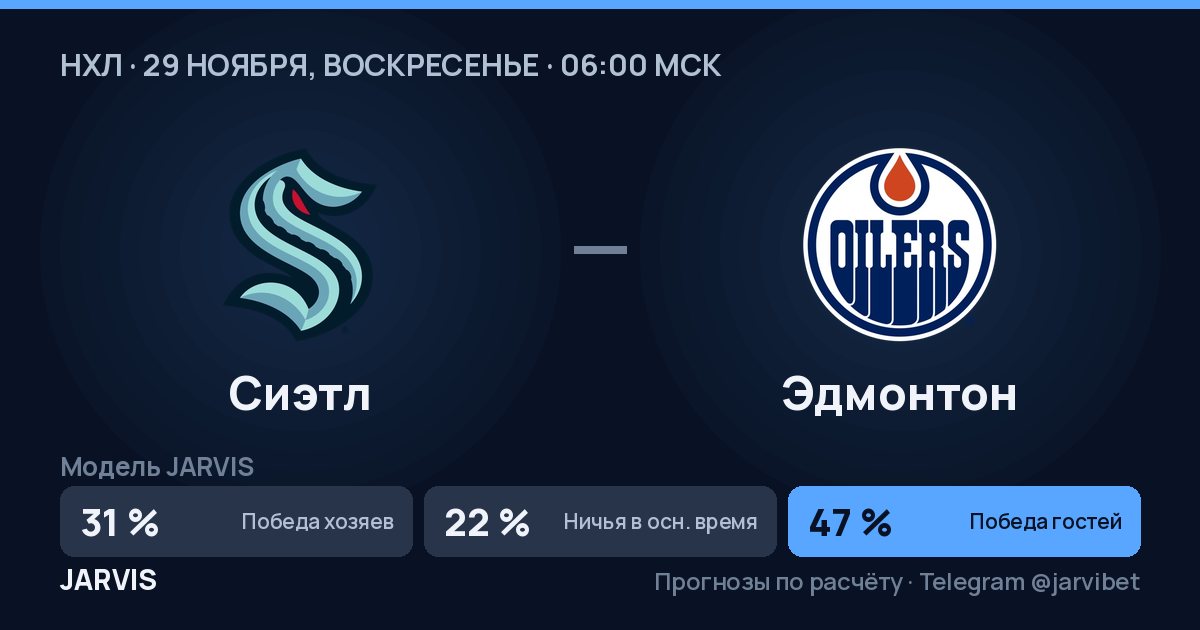 НХЛ · 29 НОЯБРЯ, ВОСКРЕСЕНЬЕ · 06:00 МСК
OILERS
Сиэтл
—
Эдмонтон
Модель JARVIS
31 % Победа хозяев
22 % Ничья в осн. время
47 % Победа гостей
JARVIS
Прогнозы по расчёту · Telegram @jarvibet